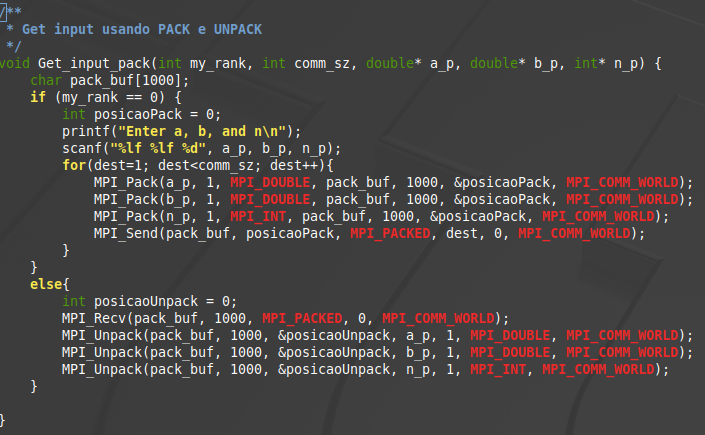 /**
 * Get input usando PACK e UNPACK
 */
void Get_input_pack(int my_rank, int comm_sz, double* a_p, double* b_p, int* n_p) {
    char pack_buf[1000];
    if (my_rank == 0) {
        int posicaoPack = 0;
        printf("Enter a, b, and n\n");
        scanf("%lf %lf %d", a_p, b_p, n_p);
        for(dest=1; dest<comm_sz; dest++){
            MPI_Pack(a_p, 1, MPI_DOUBLE, pack_buf, 1000, &posicaoPack, MPI_COMM_WORLD);
            MPI_Pack(b_p, 1, MPI_DOUBLE, pack_buf, 1000, &posicaoPack, MPI_COMM_WORLD);
            MPI_Pack(n_p, 1, MPI_INT, pack_buf, 1000, &posicaoPack, MPI_COMM_WORLD);
            MPI_Send(pack_buf, posicaoPack, MPI_PACKED, dest, 0, MPI_COMM_WORLD);
        }
    }
    else{
        int posicaoUnpack = 0;
        MPI_Recv(pack_buf, 1000, MPI_PACKED, 0, MPI_COMM_WORLD);
        MPI_Unpack(pack_buf, 1000, &posicaoUnpack, a_p, 1, MPI_DOUBLE, MPI_COMM_WORLD);
        MPI_Unpack(pack_buf, 1000, &posicaoUnpack, b_p, 1, MPI_DOUBLE, MPI_COMM_WORLD);
        MPI_Unpack(pack_buf, 1000, &posicaoUnpack, n_p, 1, MPI_INT, MPI_COMM_WORLD);
    }
}